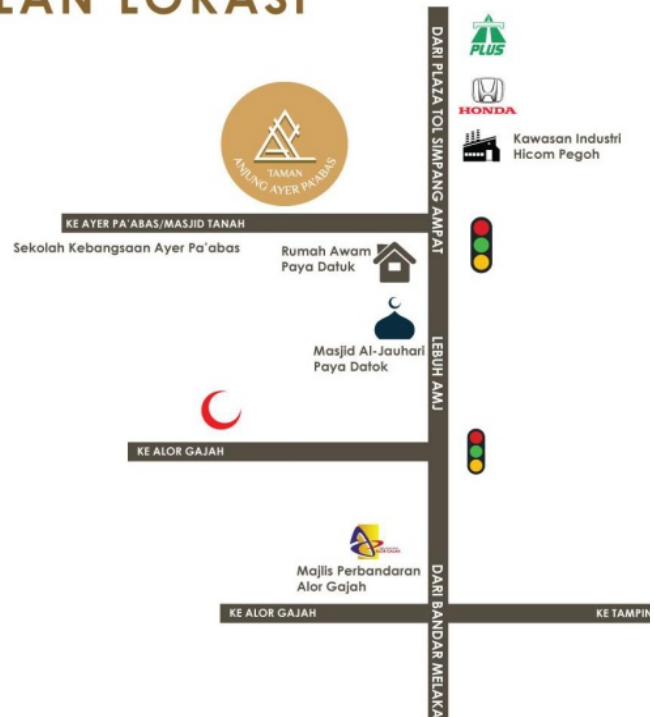 LAN LOKASI
DARI PLAZA TOL SIMPANG AMPAT
PLUS
HONDA
Kawasan Industri
Hicom Pegoh
TAMAN
ANJUNG AYER PA'ABAS
KE AYER PA'ABAS/MASJID TANAH
Sekolah Kebangsaan Ayer Pa'abas
Rumah Awam
Paya Datuk
Masjid Al-Jauhari
Paya Datok
LEBUH AMJ
KE ALOR GAJAH
Majlis Perbandaran
Alor Gajah
DARI BANDAR MELAKA
KE ALOR GAJAH
KE TAMPIN